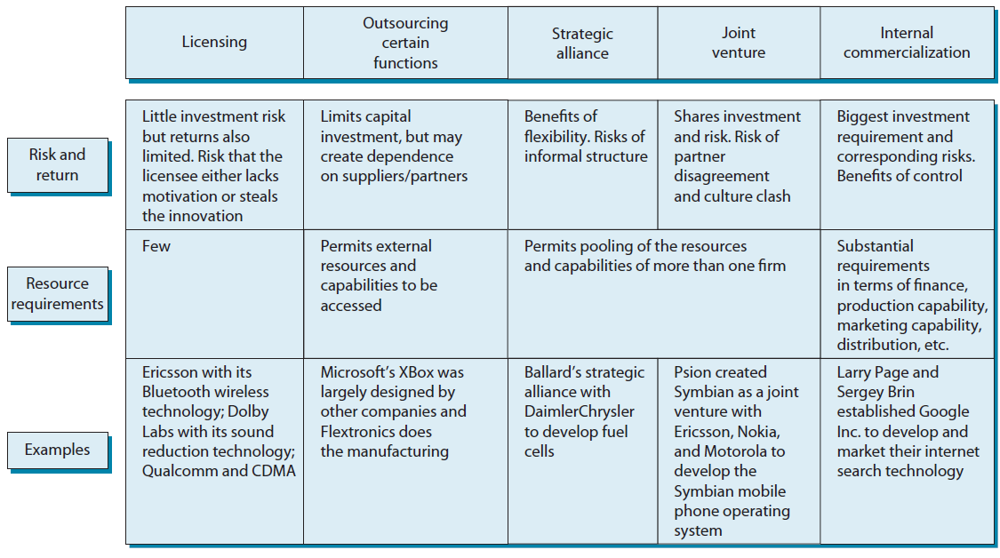 Licensing
Outsourcing
certain
functions
Strategic
alliance
Joint
venture
Internal
commercialization
Risk and
return
Little investment risk
but returns also
limited. Risk that the
licensee either lacks
motivation or steals
the innovation
Limits capital
investment, but may
create dependence
on suppliers/partners
Benefits of
flexibility. Risks of
informal structure
Shares investment
and risk. Risk of
partner
disagreement
and culture clash
Biggest investment
requirement and
corresponding risks.
Benefits of control
Resource
requirements
Few
Permits external
resources and
capabilities to be
accessed
Permits pooling of the resources
and capabilities of more than one firm
Substantial
requirements
in terms of finance,
production capability,
marketing capability,
distribution, etc.
Examples
Ericsson with its
Bluetooth wireless
technology; Dolby
Labs with its sound
reduction technology;
Qualcomm and CDMA
Microsoft's XBox was
largely designed by
other companies and
Flextronics does
the manufacturing
Ballard's strategic
alliance with
DaimlerChrysler
to develop fuel
cells
Psion created
Symbian as a joint
venture with
Ericsson, Nokia,
and Motorola to
develop the
Symbian mobile
phone operating
system
Larry Page and
Sergey Brin
established Google
Inc. to develop and
market their internet
search technology